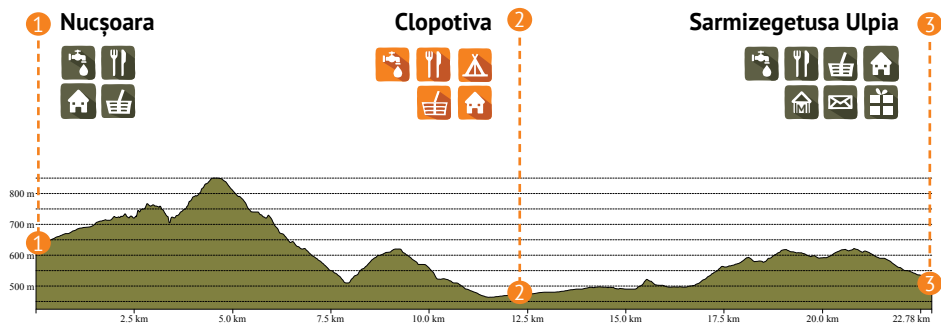 1 Nucșoara
Clopotiva 2
Sarmizegetusa Ulpia 3
800 m
700 m
1
600 m
500 m
2
3
2.5 km 5.0 km 7.5 km 10.0 km 12.5 km 15.0 km 17.5 km 20.0 km 22.78 km